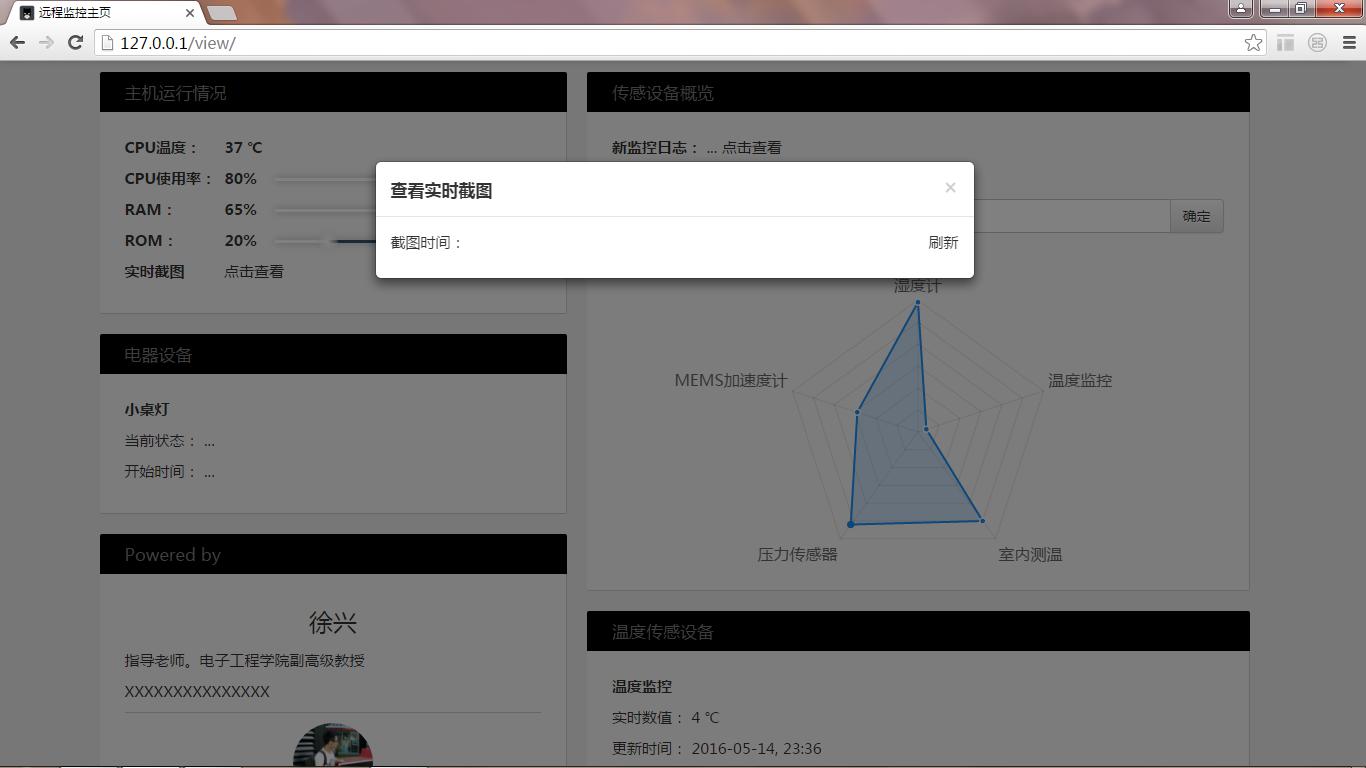 远程监控主页
127.0.0.1/view/
主机运行情况
CPU温度： 37 ℃
CPU使用率： 80%
RAM： 65%
ROM： 20%
实时截图 点击查看
传感设备概览
新监控日志： ... 点击查看
确定
查看实时截图 ×
截图时间： 刷新
湿度计
MEMS加速度计
温度监控
压力传感器
室内测温
电器设备
小桌灯
当前状态： ...
开始时间： ...
Powered by
徐兴
指导老师。电子工程学院副高级教授
XXXXXXXXXXXXXXX
温度传感设备
温度监控
实时数值： 4 ℃
更新时间： 2016-05-14, 23:36